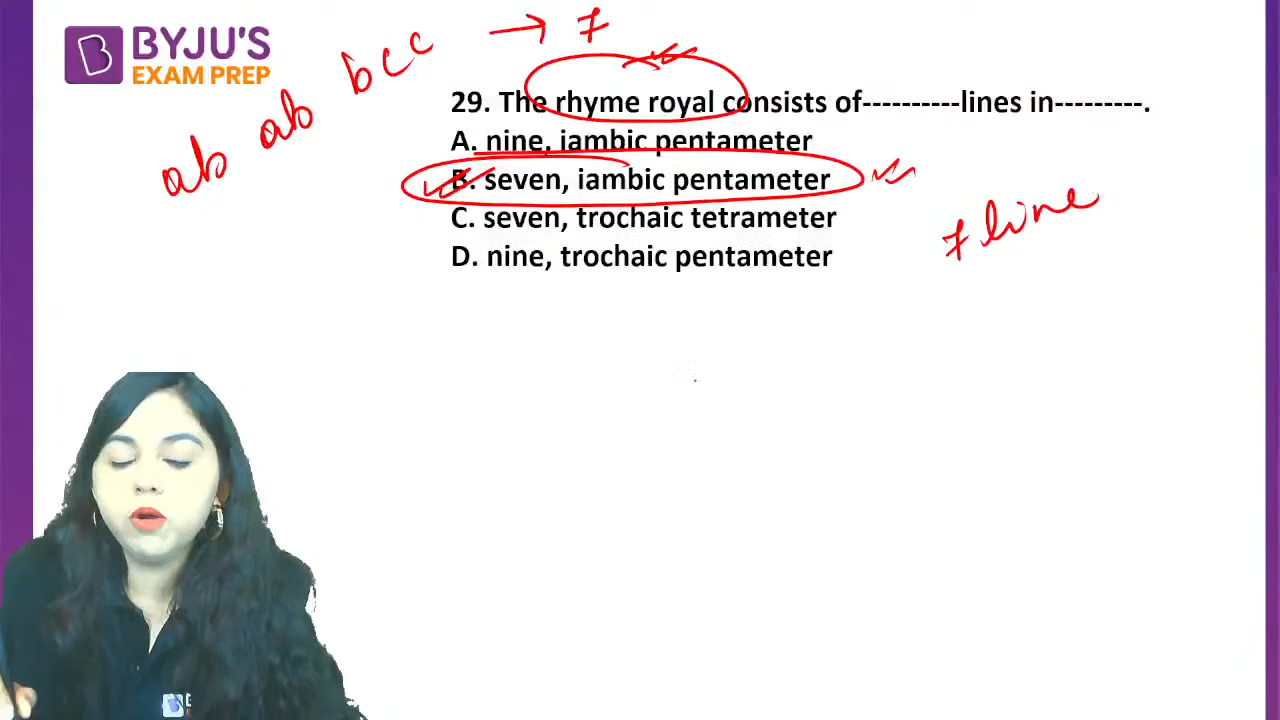 BYJU'S
EXAM PREP
ab ab bcc → 7
29. The rhyme royal consists of----------lines in---------.
A. nine, iambic pentameter
B. seven, iambic pentameter
C. seven, trochaic tetrameter
D. nine, trochaic pentameter
7 line